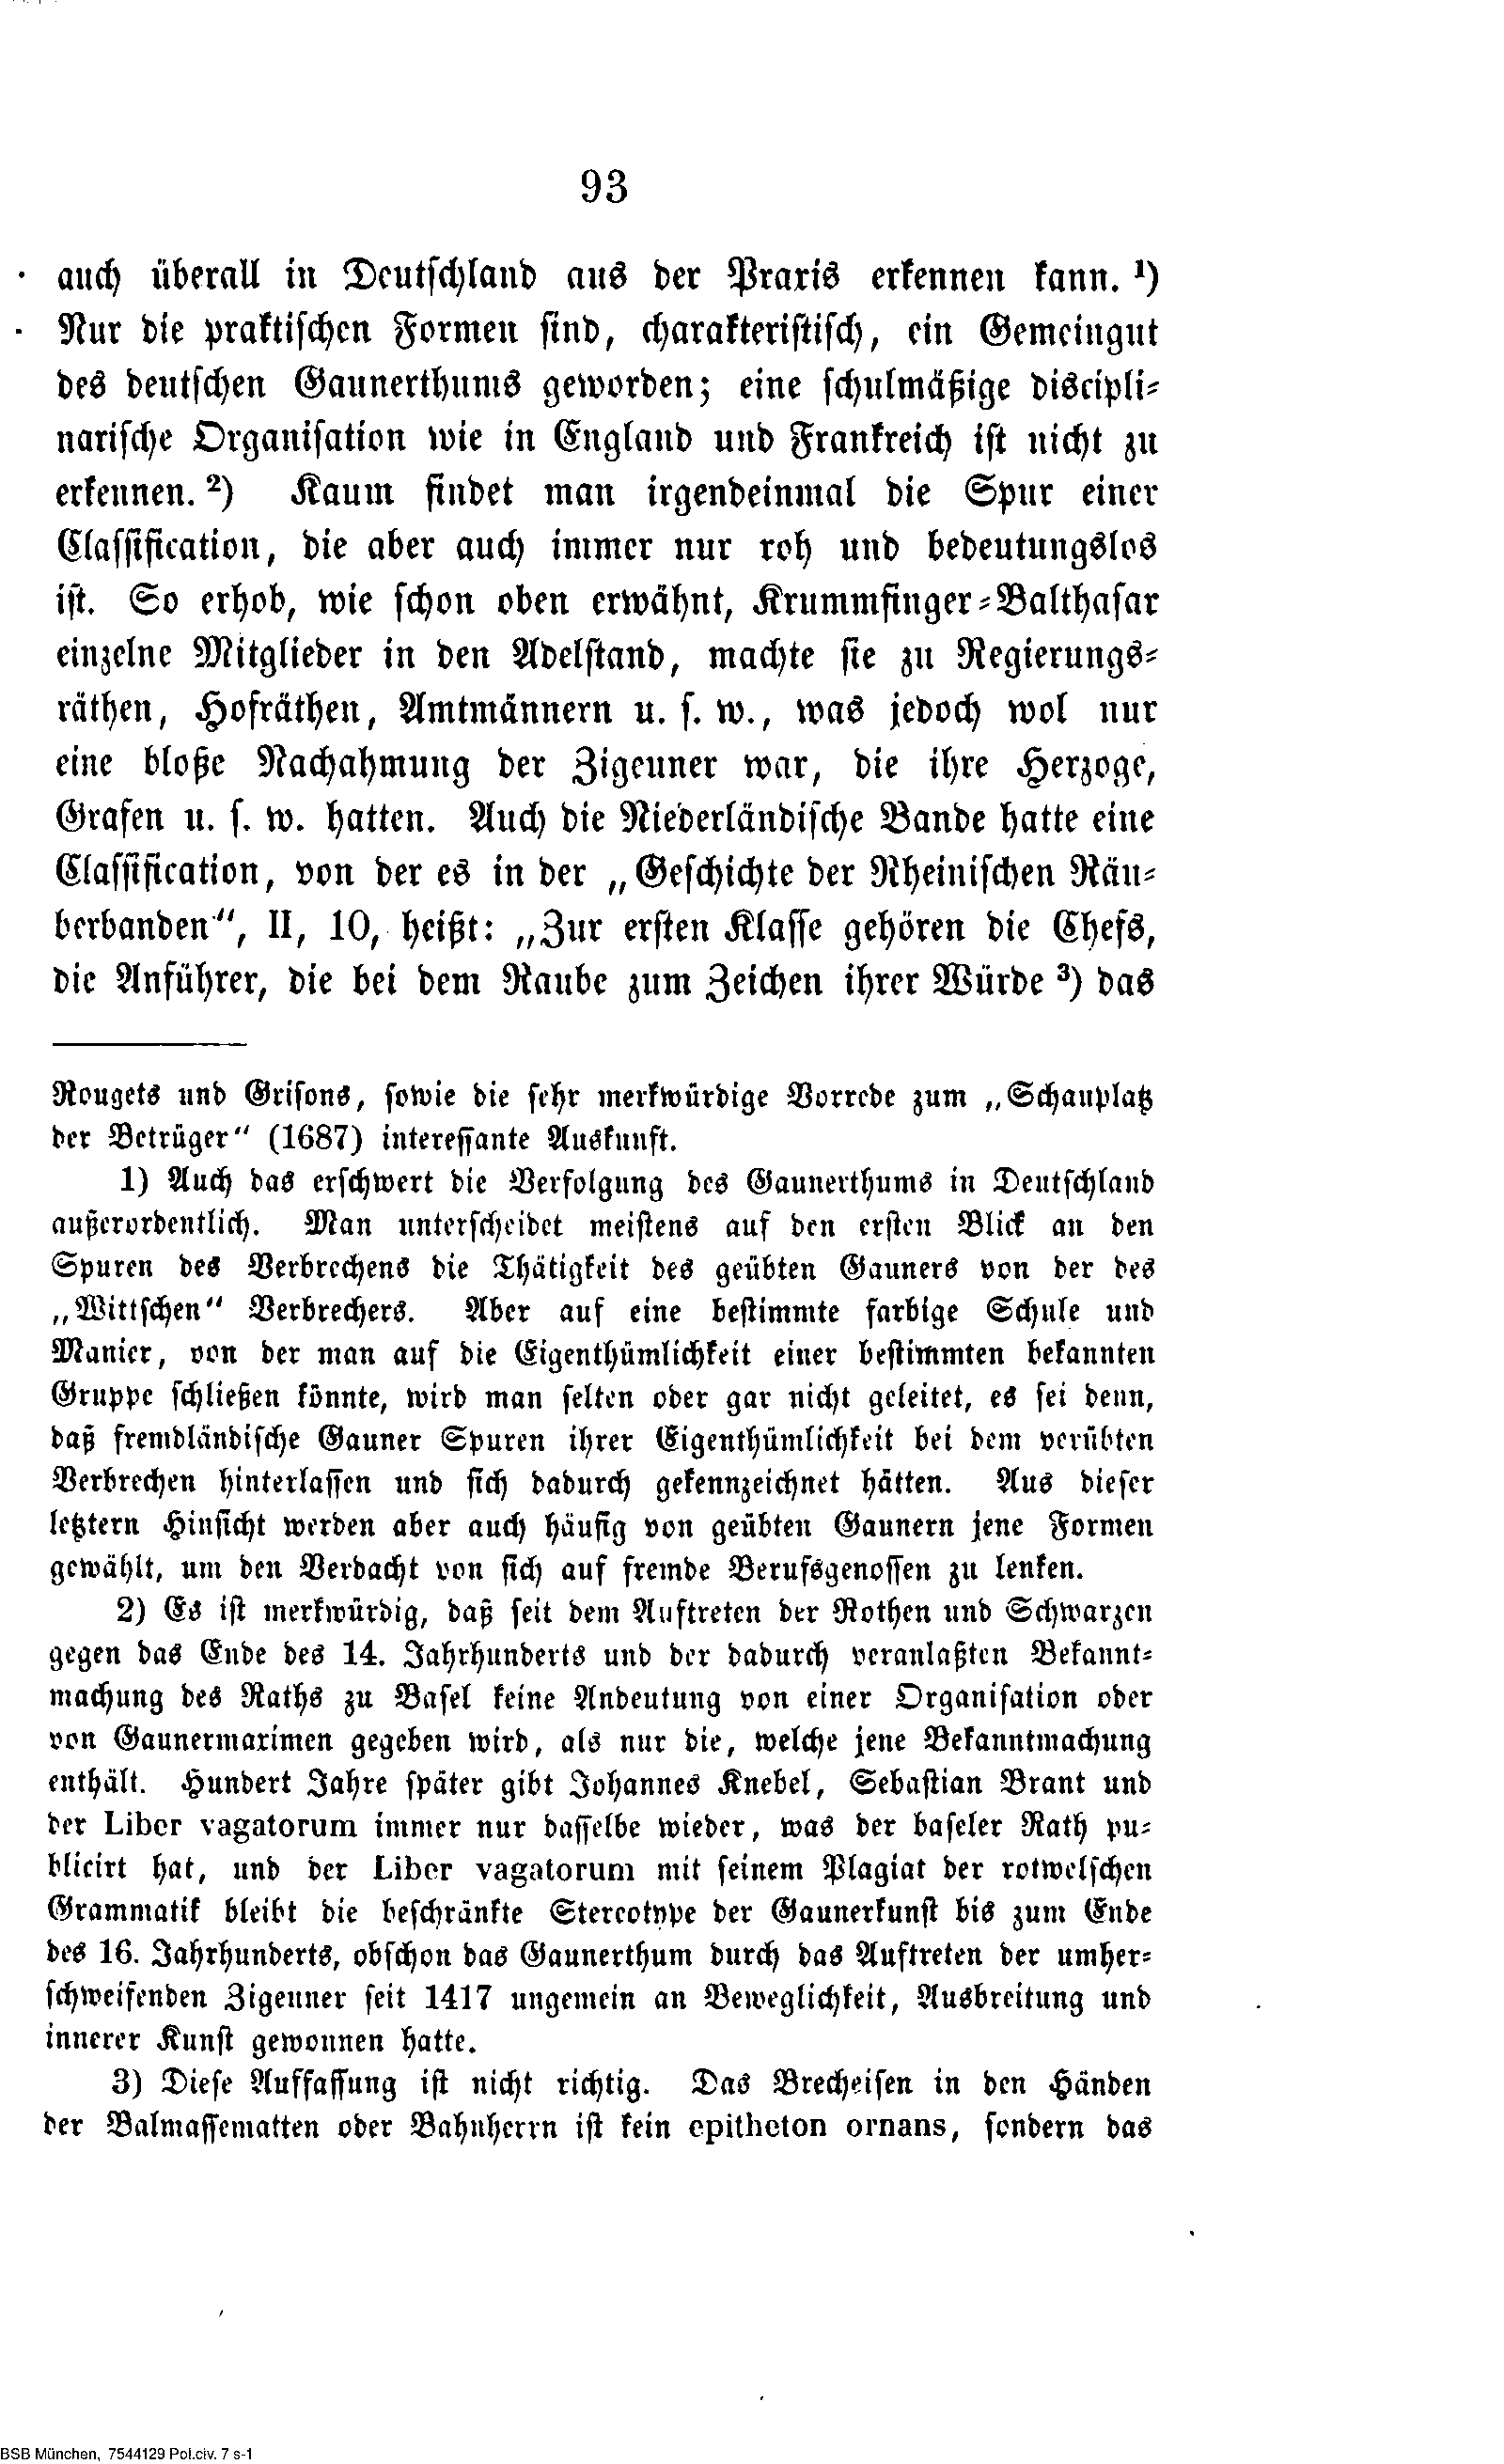 93
auch überall in Deutschland aus der Praxis erkennen kann. ¹)
Nur die praktischen Formen sind, charakteristisch, ein Gemeingut
des deutschen Gaunerthums geworden; eine schulmäßige discipli-
narische Organisation wie in England und Frankreich ist nicht zu
erkennen. ²) Kaum findet man irgendeinmal die Spur einer
Classification, die aber auch immer nur roh und bedeutungslos
ist. So erhob, wie schon oben erwähnt, Krummfinger-Balthasar
einzelne Mitglieder in den Adelstand, machte sie zu Regierungs-
räthen, Hofräthen, Amtmännern u. s. w., was jedoch wol nur
eine bloße Nachahmung der Zigeuner war, die ihre Herzoge,
Grafen u. s. w. hatten. Auch die Niederländische Bande hatte eine
Classification, von der es in der „Geschichte der Rheinischen Räu-
berbanden“, II, 10, heißt: „Zur ersten Klasse gehören die Chefs,
die Anführer, die bei dem Raube zum Zeichen ihrer Würde ³) das
Rougets und Grisons, sowie die sehr merkwürdige Vorrede zum „Schauplatz
der Betrüger“ (1687) interessante Auskunft.
1) Auch das erschwert die Verfolgung des Gaunerthums in Deutschland
außerordentlich. Man unterscheidet meistens auf den ersten Blick an den
Spuren des Verbrechens die Thätigkeit des geübten Gauners von der des
„Wittschen“ Verbrechers. Aber auf eine bestimmte farbige Schule und
Manier, von der man auf die Eigenthümlichkeit einer bestimmten bekannten
Gruppe schließen könnte, wird man selten oder gar nicht geleitet, es sei denn,
daß fremdländische Gauner Spuren ihrer Eigenthümlichkeit bei dem verübten
Verbrechen hinterlassen und sich dadurch gekennzeichnet hätten. Aus dieser
letztern Hinsicht werden aber auch häufig von geübten Gaunern jene Formen
gewählt, um den Verdacht von sich auf fremde Berufsgenossen zu lenken.
2) Es ist merkwürdig, daß seit dem Auftreten der Rothen und Schwarzen
gegen das Ende des 14. Jahrhunderts und der dadurch veranlaßten Bekannt-
machung des Raths zu Basel keine Andeutung von einer Organisation oder
von Gaunermaximen gegeben wird, als nur die, welche jene Bekanntmachung
enthält. Hundert Jahre später gibt Johannes Knebel, Sebastian Brant und
der Liber vagatorum immer nur dasselbe wieder, was der baseler Rath pu-
blicirt hat, und der Liber vagatorum mit seinem Plagiat der rotwelschen
Grammatik bleibt die beschränkte Stereotype der Gaunerkunst bis zum Ende
des 16. Jahrhunderts, obschon das Gaunerthum durch das Auftreten der umher-
schweifenden Zigeuner seit 1417 ungemein an Beweglichkeit, Ausbreitung und
innerer Kunst gewonnen hatte.
3) Diese Auffassung ist nicht richtig. Das Brecheisen in den Händen
der Balmassematten oder Bahnherrn ist kein epitheton ornans, sondern das
BSB München, 7544129 Pol.civ. 7 s-1